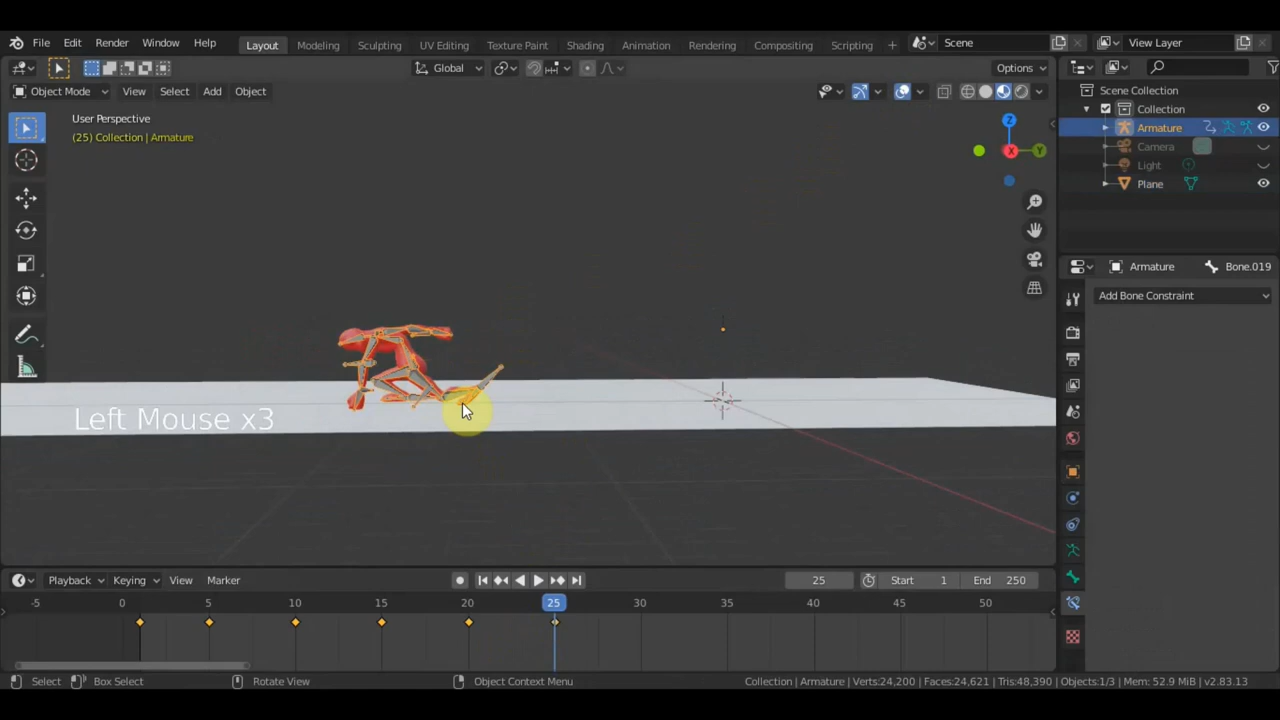 File Edit Render Window Help Layout Modeling Sculpting UV Editing Texture Paint Shading Animation Rendering Compositing Scripting + Scene View Layer
Global Options
Object Mode View Select Add Object
Scene Collection
Collection
Armature
Camera
Light
Plane
User Perspective
(25) Collection | Armature
Z
X
Y
Armature Bone.019
Add Bone Constraint
Left Mouse x3
Playback Keying View Marker 25 Start 1 End 250
-5 0 5 10 15 20 25 30 35 40 45 50
Select Box Select Rotate View Object Context Menu Collection | Armature | Verts:24,200 | Faces:24,621 | Tris:48,390 | Objects:1/3 | Mem: 52.9 MiB | v2.83.13